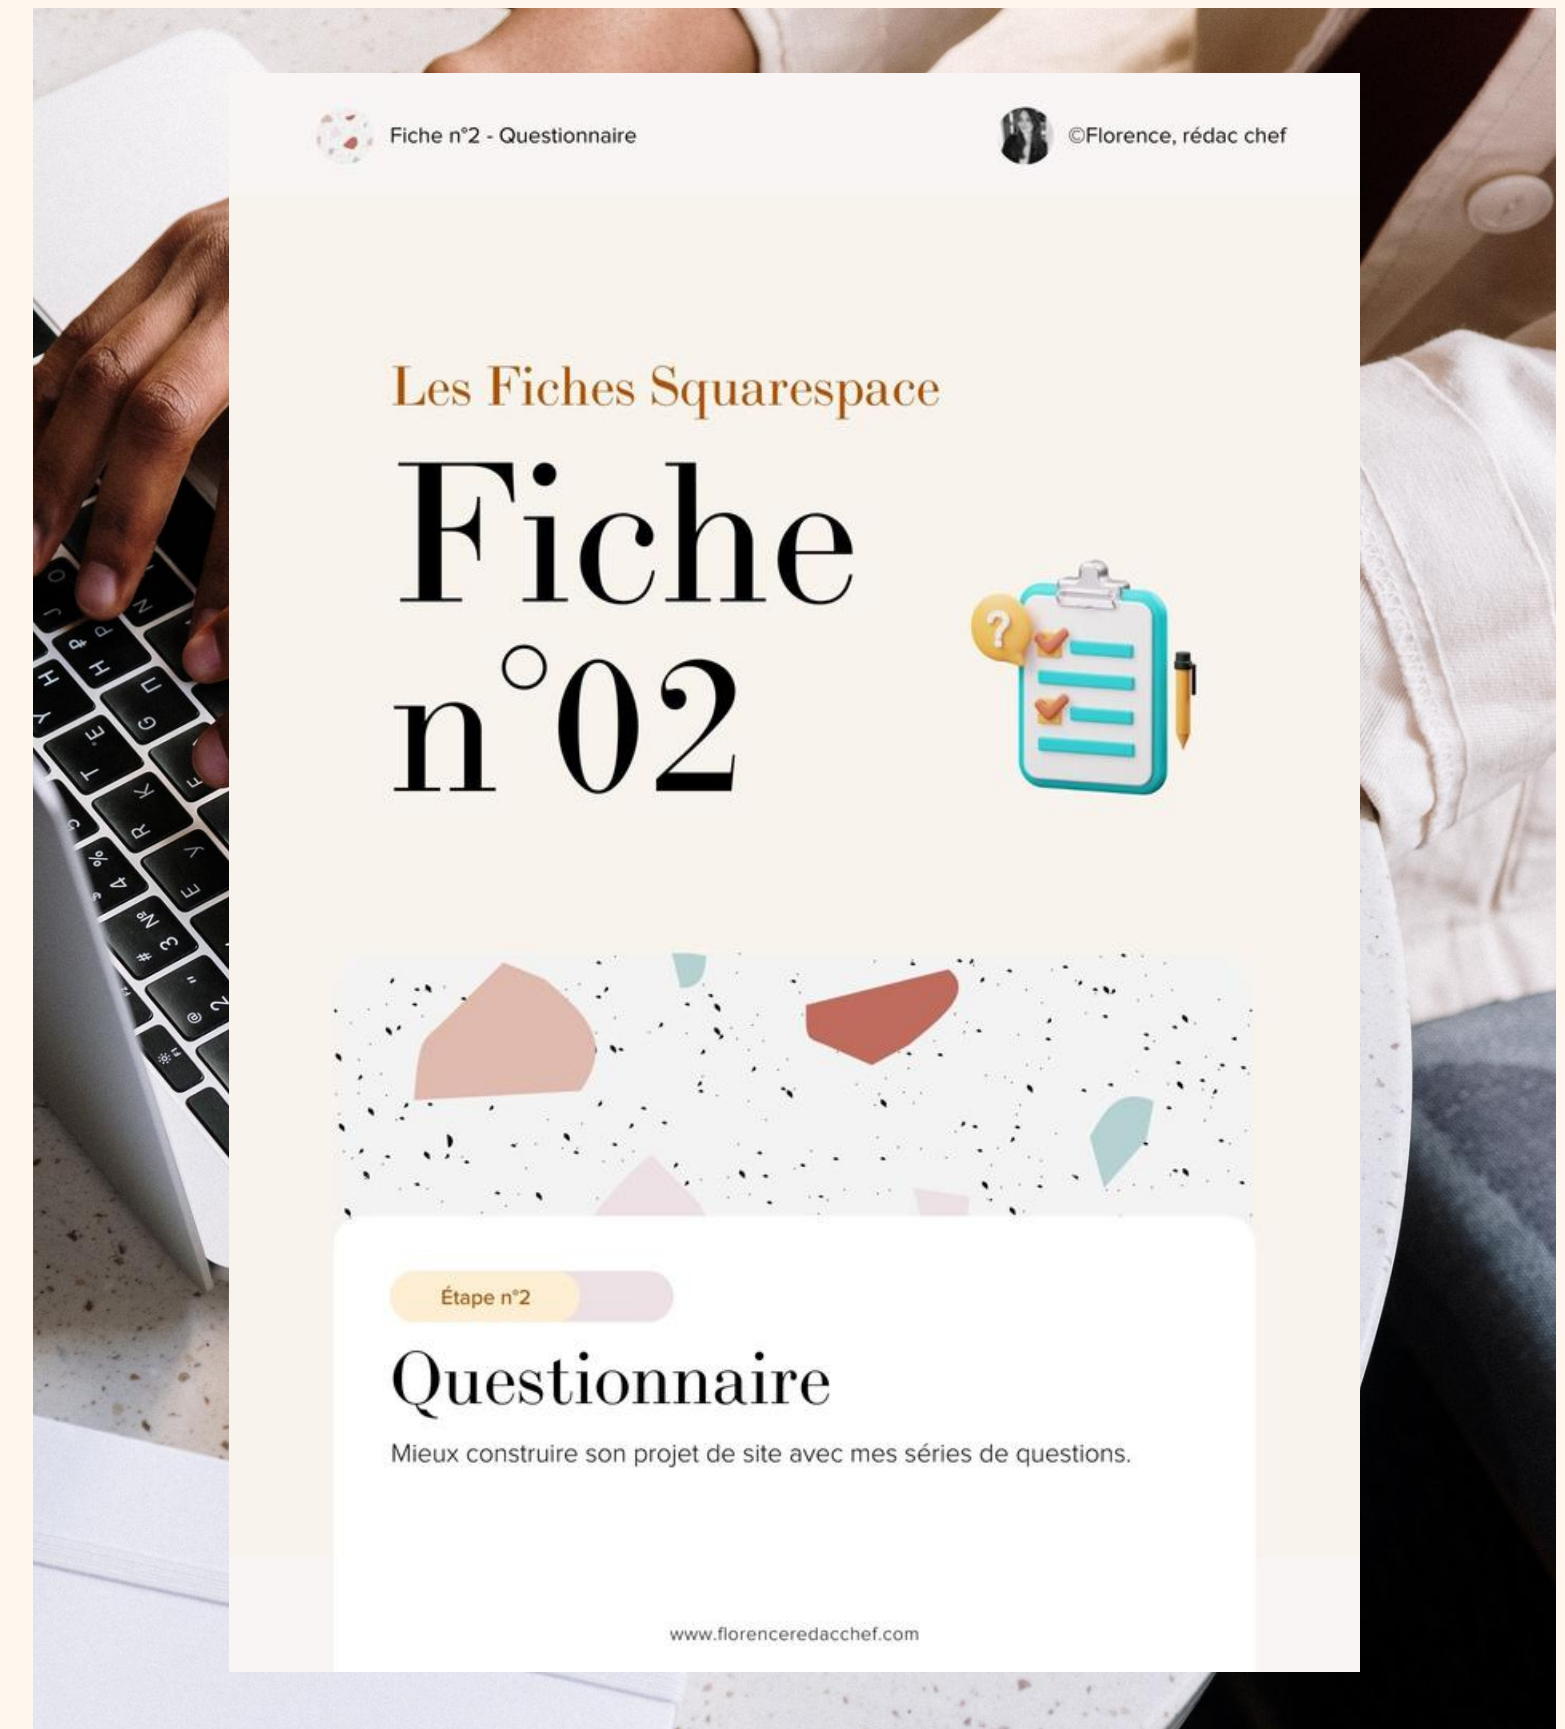 Fiche n°2 - Questionnaire
©Florence, rédac chef
Les Fiches Squarespace
Fiche
n°02
?
Étape n°2
Questionnaire
Mieux construire son projet de site avec mes séries de questions.
www.florenceredacchef.com